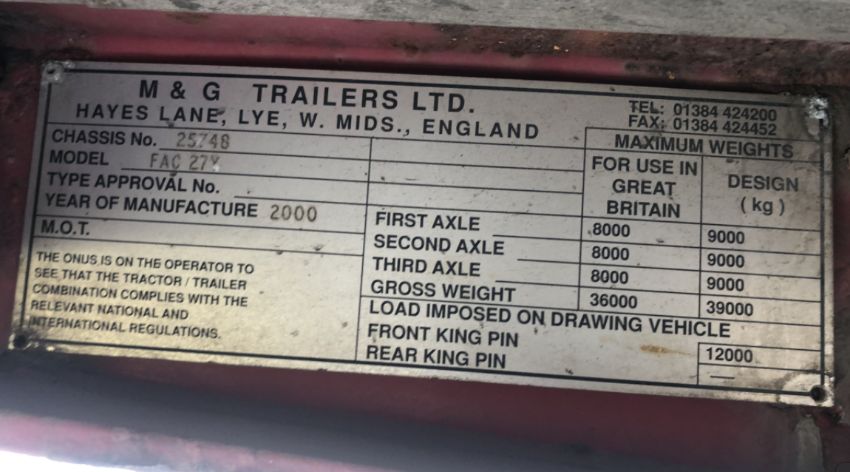 M & G TRAILERS LTD.
HAYES LANE, LYE, W. MIDS., ENGLAND
TEL: 01384 424200
FAX: 01384 424452
CHASSIS No. 25748
MODEL FAC 27X
TYPE APPROVAL No.
YEAR OF MANUFACTURE 2000
M.O.T.
THE ONUS IS ON THE OPERATOR TO
SEE THAT THE TRACTOR / TRAILER
COMBINATION COMPLIES WITH THE
RELEVANT NATIONAL AND
INTERNATIONAL REGULATIONS.
MAXIMUM WEIGHTS
FOR USE IN
GREAT
BRITAIN
DESIGN
(kg)
FIRST AXLE 8000 9000
SECOND AXLE 8000 9000
THIRD AXLE 8000 9000
GROSS WEIGHT 36000 39000
LOAD IMPOSED ON DRAWING VEHICLE
FRONT KING PIN 12000
REAR KING PIN —